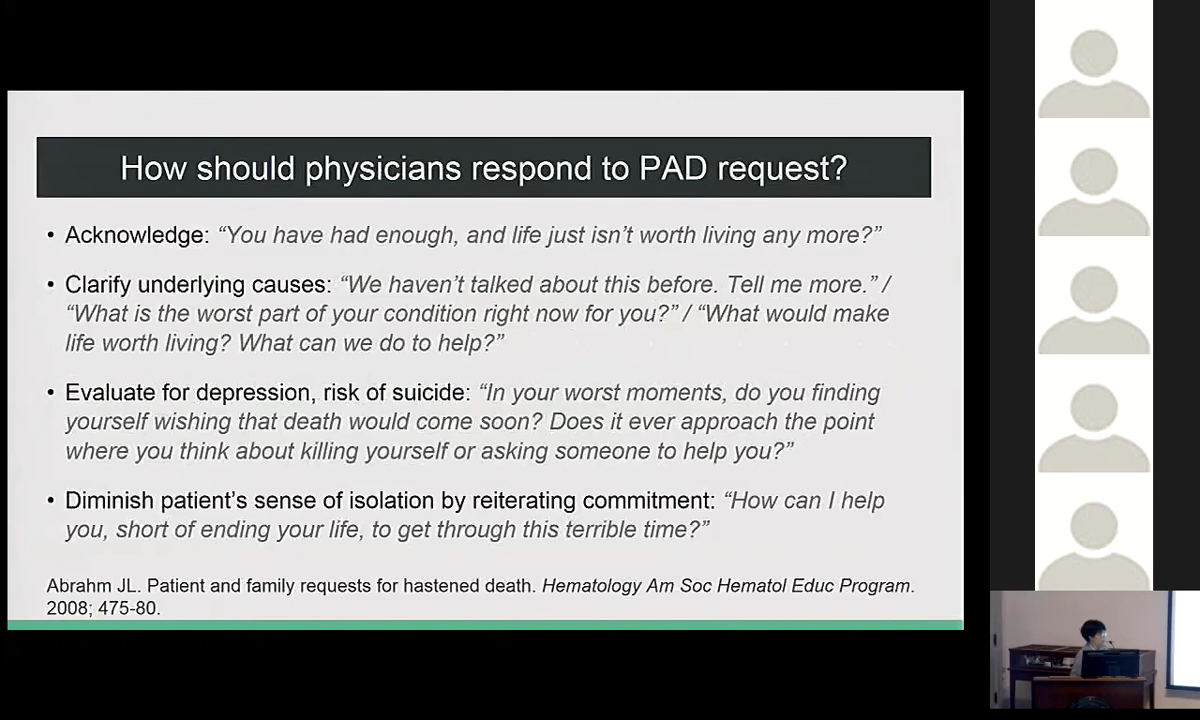 How should physicians respond to PAD request?
• Acknowledge: “You have had enough, and life just isn’t worth living any more?”
• Clarify underlying causes: “We haven’t talked about this before. Tell me more.” /
“What is the worst part of your condition right now for you?” / “What would make
life worth living? What can we do to help?”
• Evaluate for depression, risk of suicide: “In your worst moments, do you finding
yourself wishing that death would come soon? Does it ever approach the point
where you think about killing yourself or asking someone to help you?”
• Diminish patient’s sense of isolation by reiterating commitment: “How can I help
you, short of ending your life, to get through this terrible time?”
Abrahm JL. Patient and family requests for hastened death. Hematology Am Soc Hematol Educ Program.
2008; 475-80.